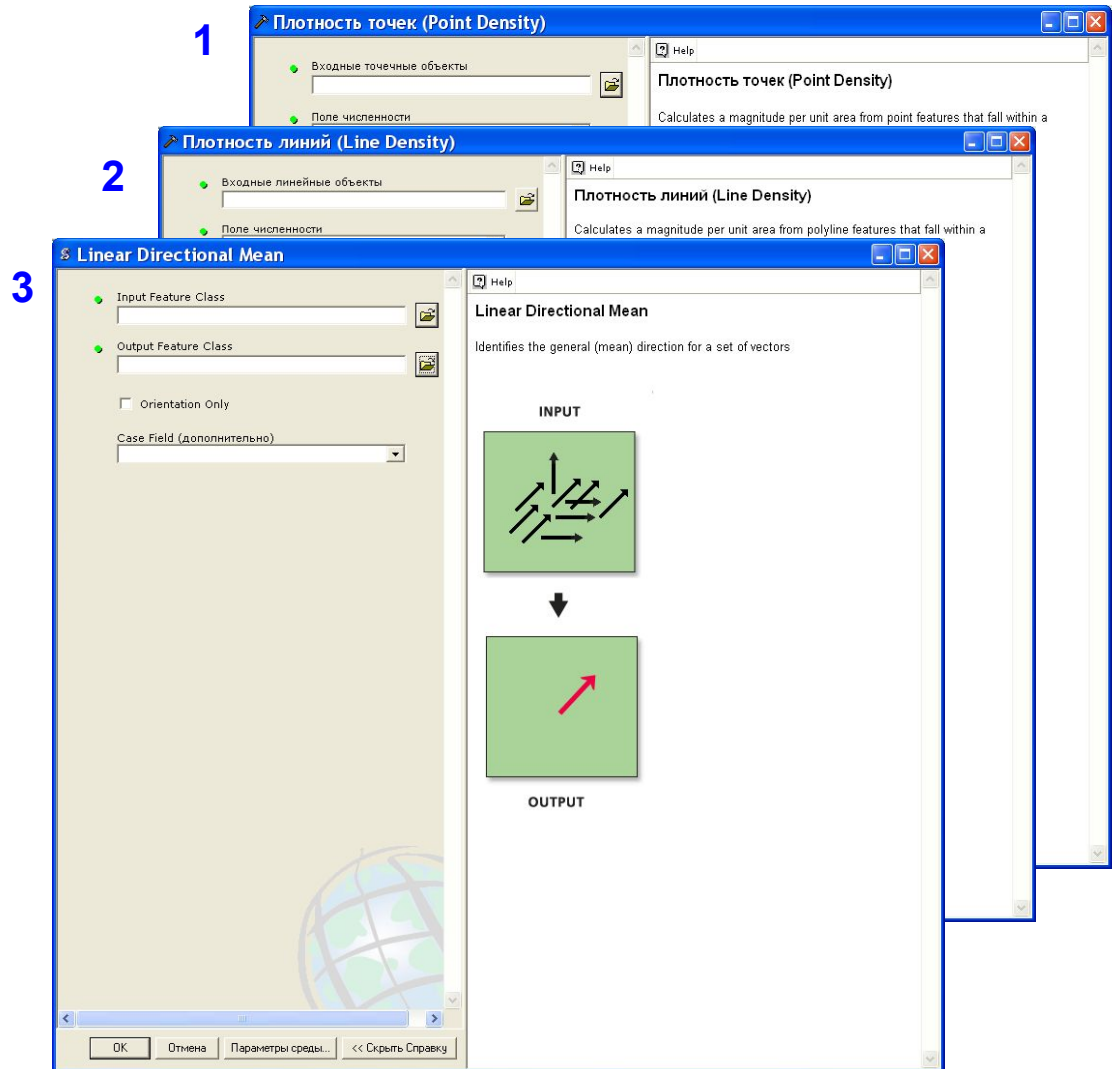 1
Плотность точек (Point Density)
Входные точечные объекты
Поле численности
Help
Плотность точек (Point Density)
Calculates a magnitude per unit area from point features that fall within a
2
Плотность линий (Line Density)
Входные линейные объекты
Поле численности
Help
Плотность линий (Line Density)
Calculates a magnitude per unit area from polyline features that fall within a
3
Linear Directional Mean
Input Feature Class
Output Feature Class
Orientation Only
Case Field (дополнительно)
OK
Отмена
Параметры среды...
<< Скрыть Справку
Help
Linear Directional Mean
Identifies the general (mean) direction for a set of vectors
INPUT
OUTPUT